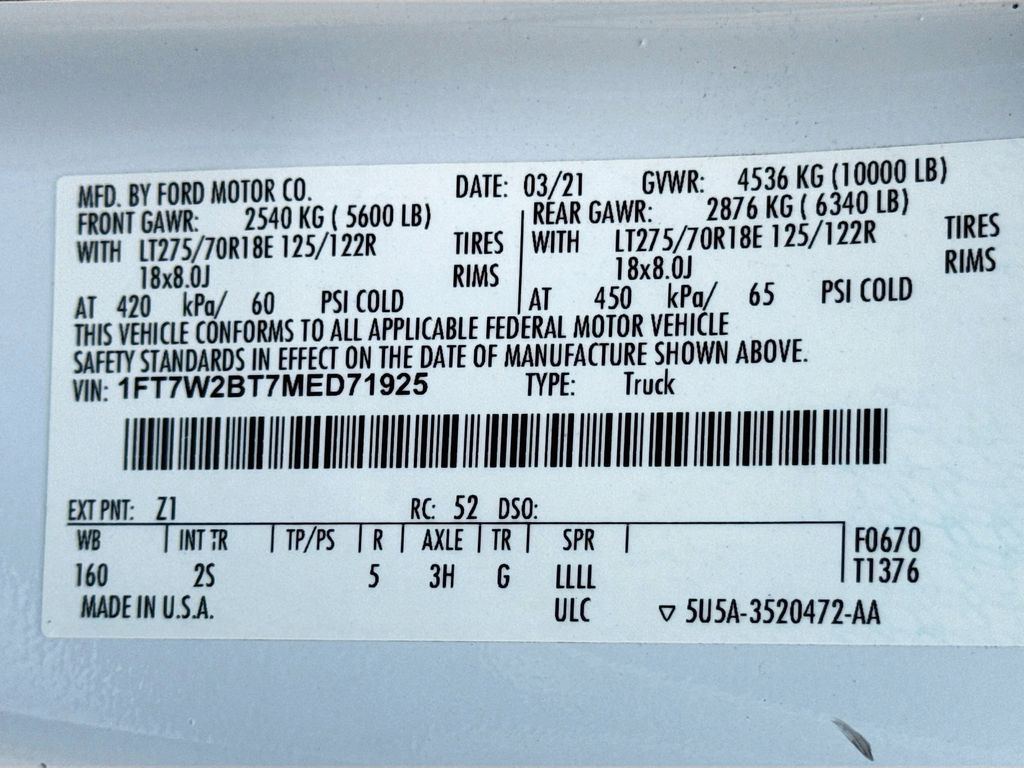 MFD. BY FORD MOTOR CO. DATE: 03/21 GVWR: 4536 KG (10000 LB)
FRONT GAWR: 2540 KG ( 5600 LB) REAR GAWR: 2876 KG ( 6340 LB)
WITH LT275/70R18E 125/122R TIRES WITH LT275/70R18E 125/122R TIRES
18x8.0J RIMS 18x8.0J RIMS
AT 420 kPa/ 60 PSI COLD AT 450 kPa/ 65 PSI COLD
THIS VEHICLE CONFORMS TO ALL APPLICABLE FEDERAL MOTOR VEHICLE
SAFETY STANDARDS IN EFFECT ON THE DATE OF MANUFACTURE SHOWN ABOVE.
VIN: 1FT7W2BT7MED71925 TYPE: Truck
EXT PNT: Z1 RC: 52 DSO:
WB INT TR TP/PS R AXLE TR SPR F0670
160 2S 5 3H G LLLL T1376
MADE IN U.S.A. ULC ▽ 5U5A-3520472-AA